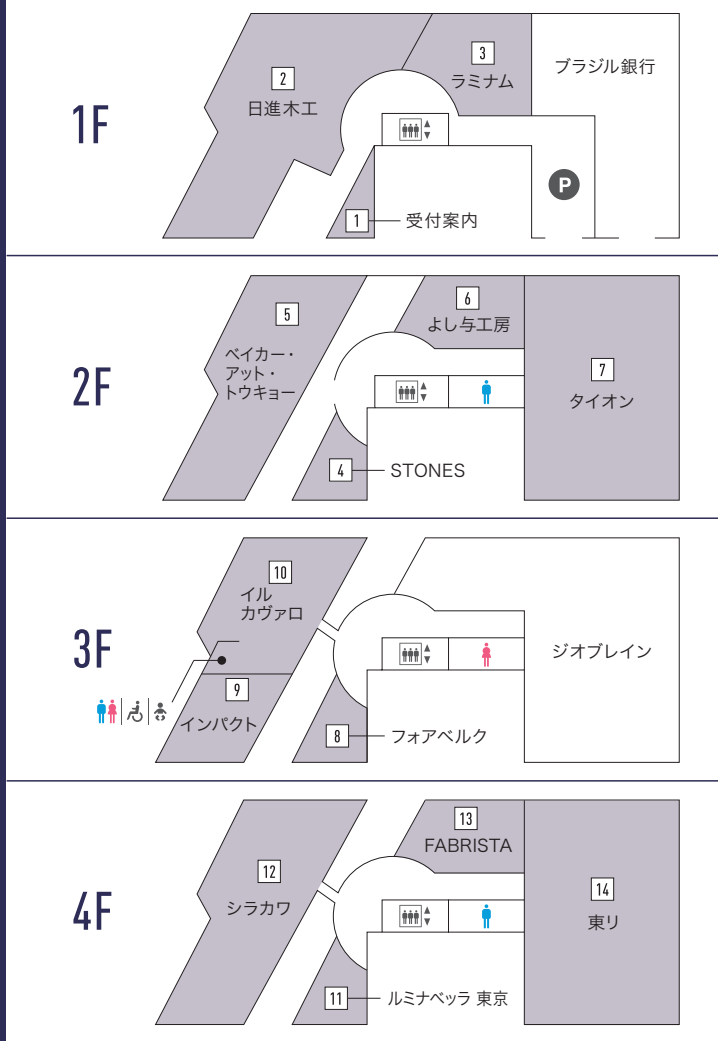 1F
2
日進木工
3
ラミナム
ブラジル銀行
P
1
受付案内
2F
5
ベイカー・
アット・
トウキョー
6
よし与工房
7
タイオン
4
STONES
3F
10
イル
カヴァロ
ジオブレイン
9
インパクト
8
フォアベルク
4F
13
FABRISTA
12
シラカワ
14
東リ
11
ルミナベッラ 東京